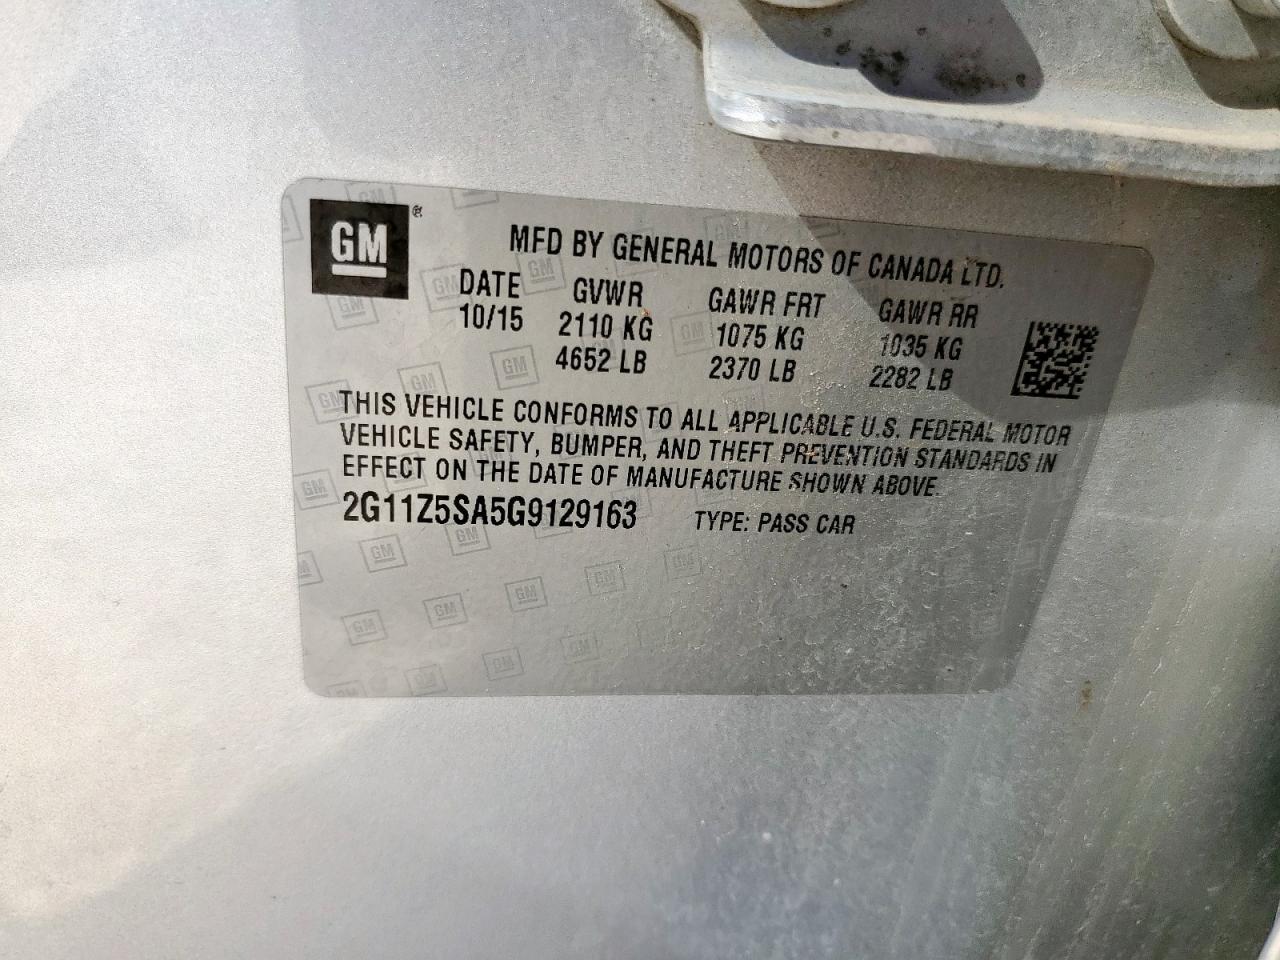 GM®
MFD BY GENERAL MOTORS OF CANADA LTD.
DATE GVWR GAWR FRT GAWR RR
10/15 2110 KG 1075 KG 1035 KG
4652 LB 2370 LB 2282 LB
THIS VEHICLE CONFORMS TO ALL APPLICABLE U.S. FEDERAL MOTOR
VEHICLE SAFETY, BUMPER, AND THEFT PREVENTION STANDARDS IN
EFFECT ON THE DATE OF MANUFACTURE SHOWN ABOVE.
2G11Z5SA5G9129163 TYPE: PASS CAR